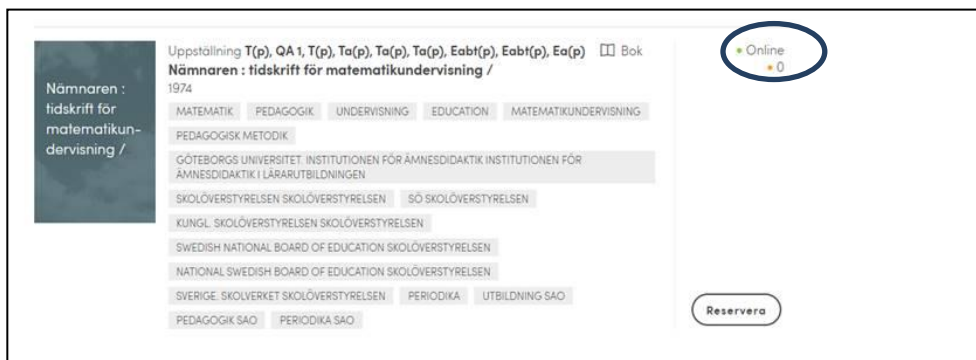 Nämnaren :
tidskrift för
matematikun-
dervisning /
Uppställning T(p), QA 1, T(p), Ta(p), Ta(p), Ta(p), Eabt(p), Eabt(p), Ea(p) Bok
Nämnaren : tidskrift för matematikundervisning /
1974
MATEMATIK PEDAGOGIK UNDERVISNING EDUCATION MATEMATIKUNDERVISNING
PEDAGOGISK METODIK
GÖTEBORGS UNIVERSITET. INSTITUTIONEN FÖR ÄMNESDIDAKTIK INSTITUTIONEN FÖR
ÄMNESDIDAKTIK I LÄRARUTBILDNINGEN
SKOLÖVERSTYRELSEN SKOLÖVERSTYRELSEN SÖ SKOLÖVERSTYRELSEN
KUNGL. SKOLÖVERSTYRELSEN SKOLÖVERSTYRELSEN
SWEDISH NATIONAL BOARD OF EDUCATION SKOLÖVERSTYRELSEN
NATIONAL SWEDISH BOARD OF EDUCATION SKOLÖVERSTYRELSEN
SVERIGE. SKOLVERKET SKOLÖVERSTYRELSEN PERIODIKA UTBILDNING SAO
PEDAGOGIK SAO PERIODIKA SAO
Online
0
Reservera